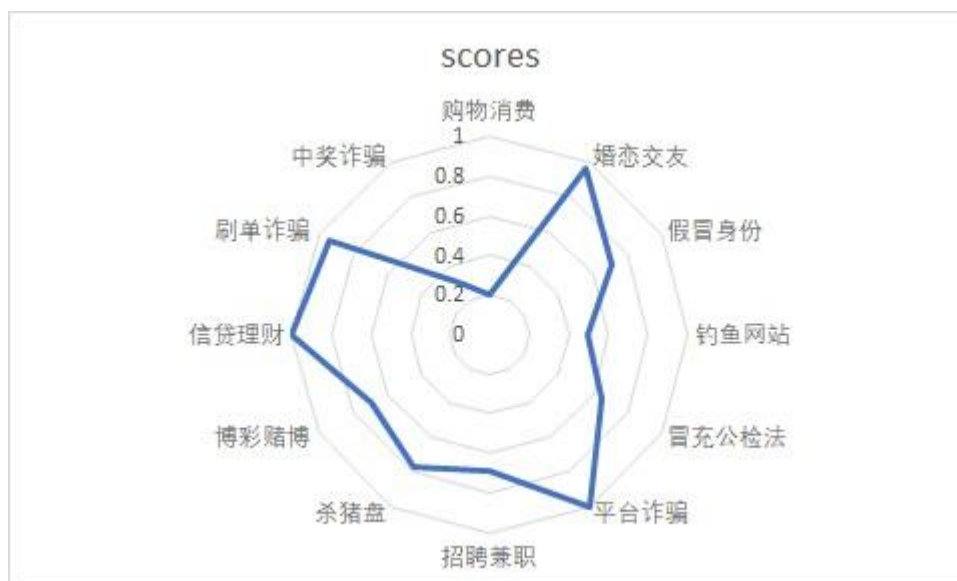 scores
购物消费
1
中奖诈骗
婚恋交友
0.8
刷单诈骗
0.6
假冒身份
0.4
0.2
信贷理财
0
钓鱼网站
博彩赌博
冒充公检法
杀猪盘
平台诈骗
招聘兼职